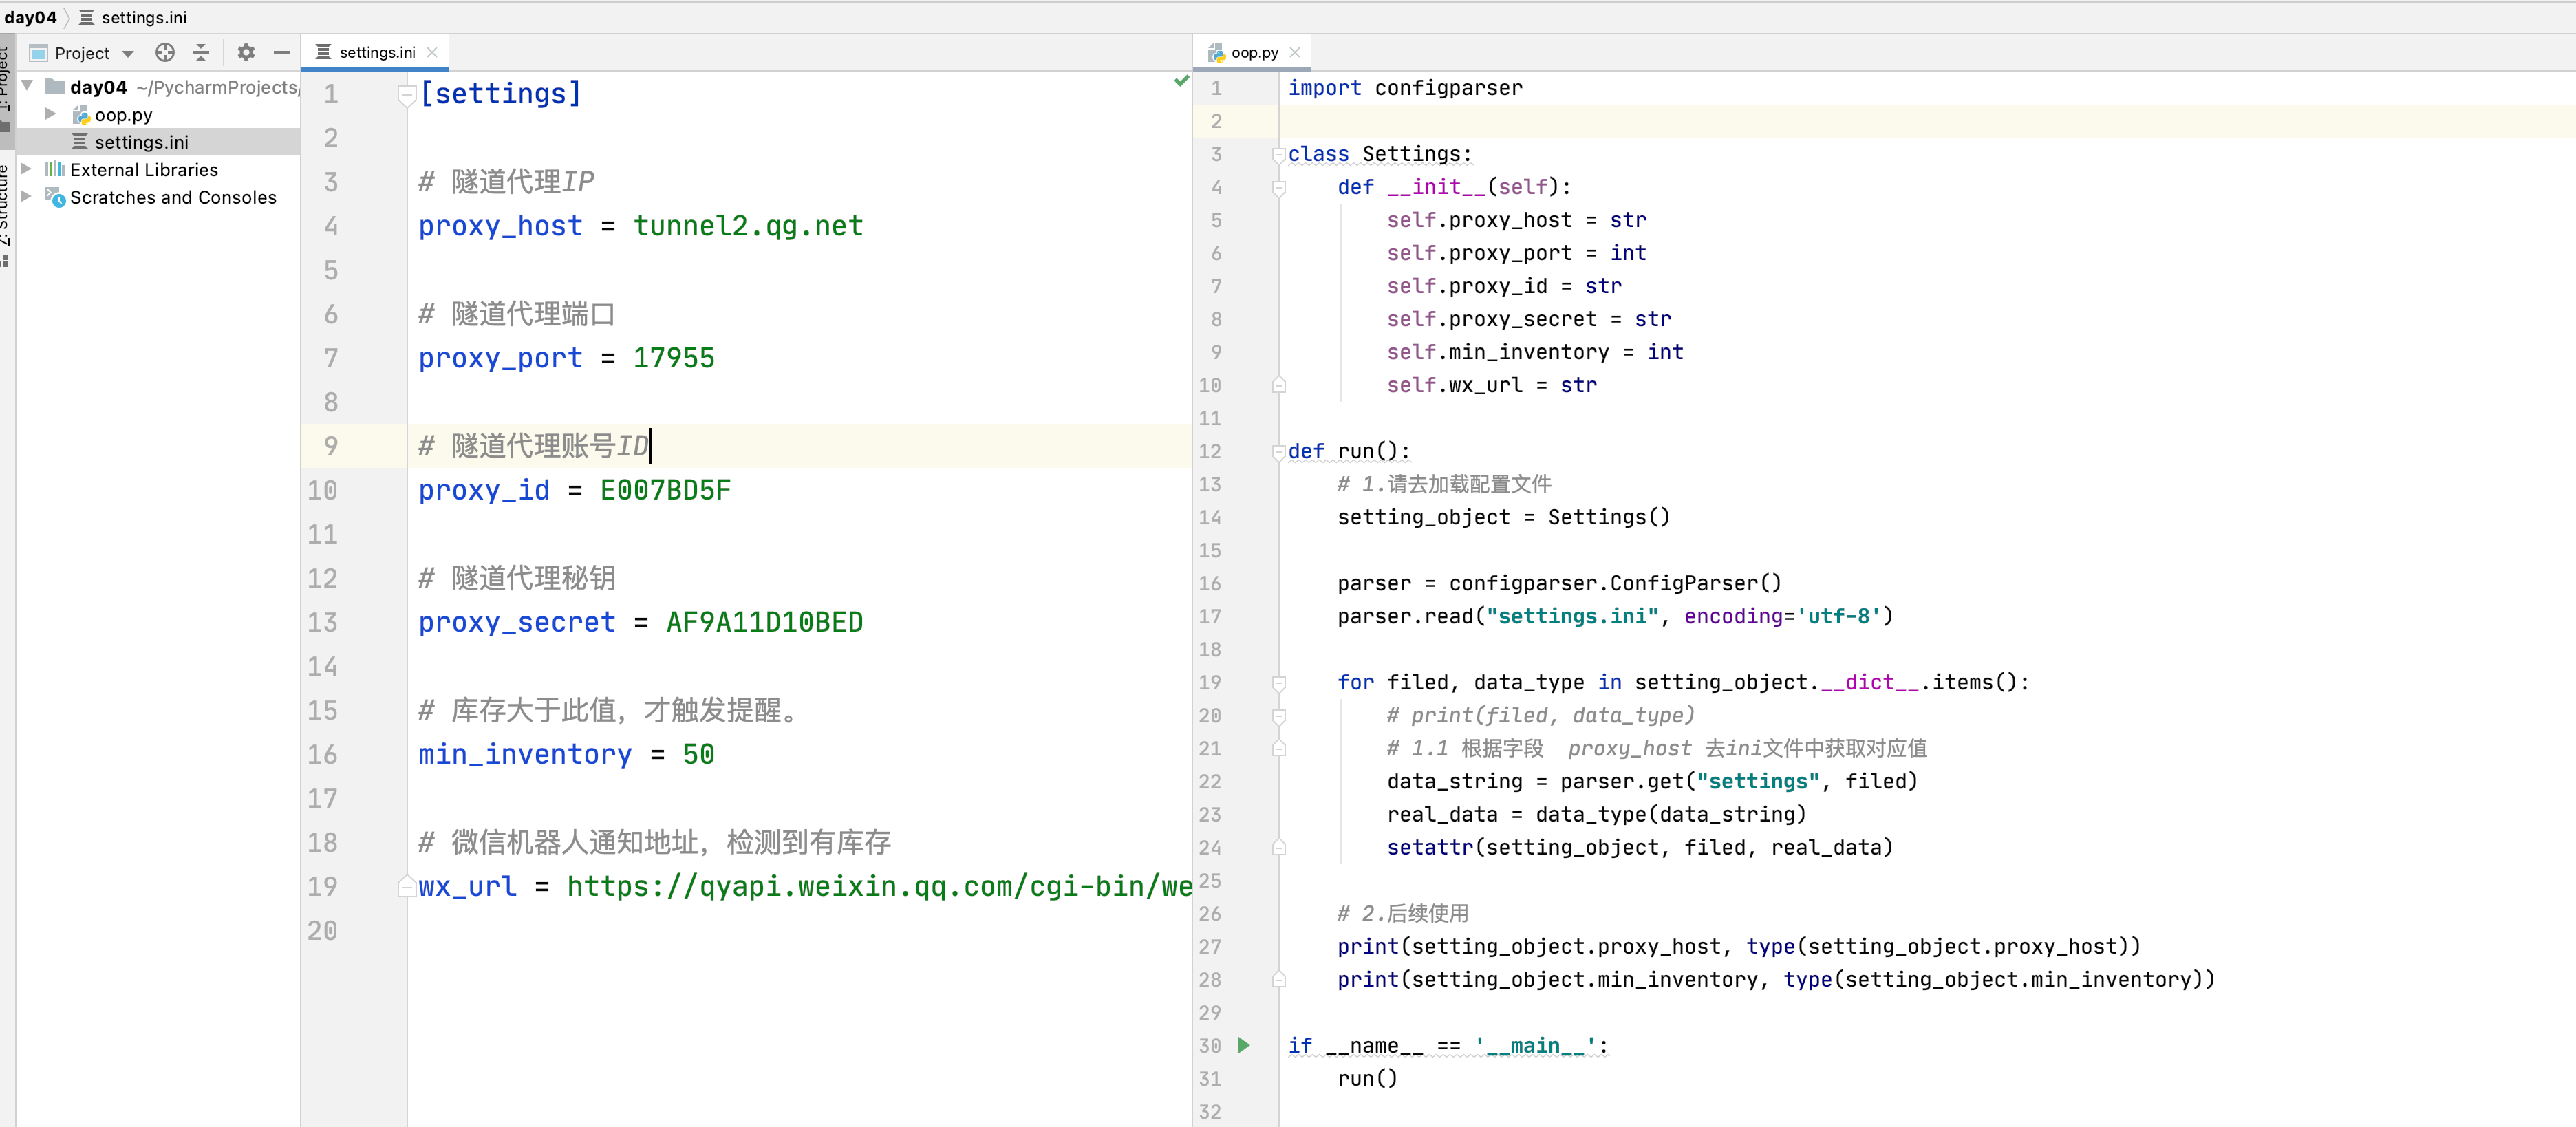 day04 settings.ini
Project
1: Project
7: Structure
day04 ~/PycharmProjects/
oop.py
settings.ini
External Libraries
Scratches and Consoles
settings.ini
1 [settings]
2
3 # 隧道代理IP
4 proxy_host = tunnel2.qg.net
5
6 # 隧道代理端口
7 proxy_port = 17955
8
9 # 隧道代理账号ID
10 proxy_id = E007BD5F
11
12 # 隧道代理秘钥
13 proxy_secret = AF9A11D10BED
14
15 # 库存大于此值，才触发提醒。
16 min_inventory = 50
17
18 # 微信机器人通知地址，检测到有库存
19 wx_url = https://qyapi.weixin.qq.com/cgi-bin/we
20
oop.py
1 import configparser
2
3 class Settings:
4 def __init__(self):
5 self.proxy_host = str
6 self.proxy_port = int
7 self.proxy_id = str
8 self.proxy_secret = str
9 self.min_inventory = int
10 self.wx_url = str
11
12 def run():
13 # 1.请去加载配置文件
14 setting_object = Settings()
15
16 parser = configparser.ConfigParser()
17 parser.read("settings.ini", encoding='utf-8')
18
19 for filed, data_type in setting_object.__dict__.items():
20 # print(filed, data_type)
21 # 1.1 根据字段 proxy_host 去ini文件中获取对应值
22 data_string = parser.get("settings", filed)
23 real_data = data_type(data_string)
24 setattr(setting_object, filed, real_data)
25
26 # 2.后续使用
27 print(setting_object.proxy_host, type(setting_object.proxy_host))
28 print(setting_object.min_inventory, type(setting_object.min_inventory))
29
30 if __name__ == '__main__':
31 run()
32